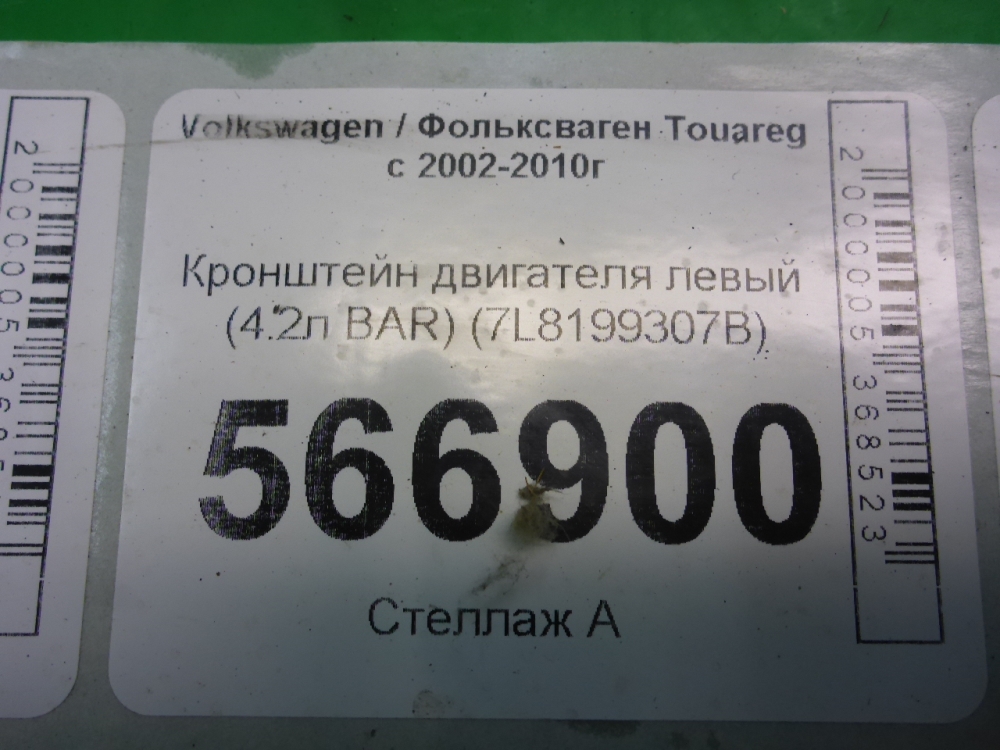 Volkswagen / Фольксваген Touareg
с 2002-2010г
Кронштейн двигателя левый
(4.2л BAR) (7L8199307B)
566900
Стеллаж А
2000005368523